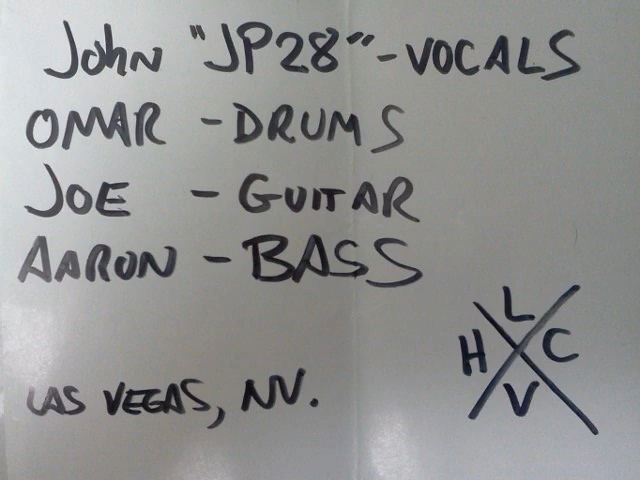 John "JP28" - VOCALS
OMAR - DRUMS
JOE - GUITAR
AARON - BASS
L
H C
V
LAS VEGAS, NV.